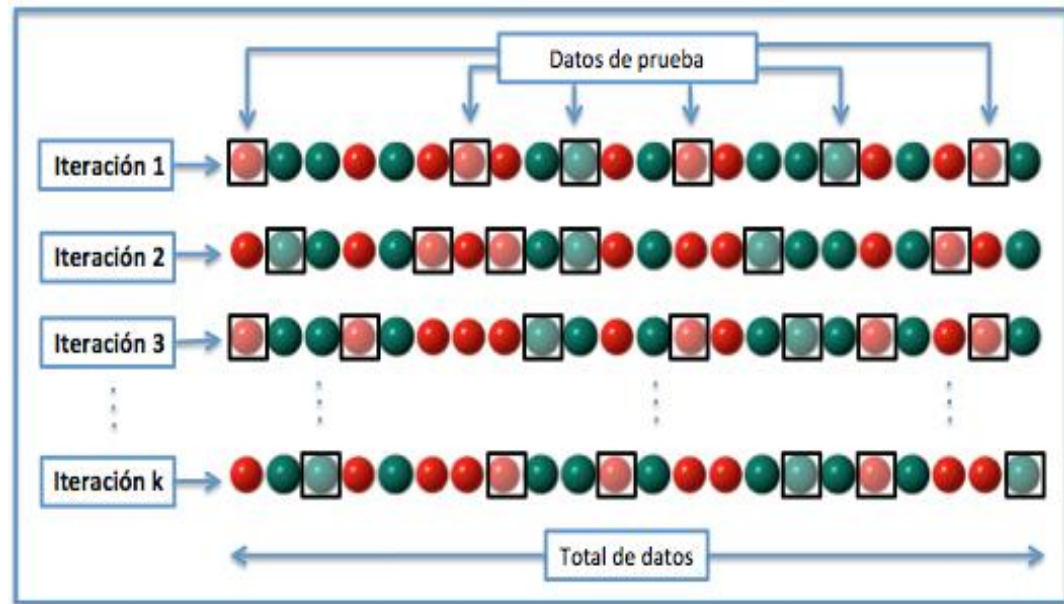 Datos de prueba
Iteración 1
Iteración 2
Iteración 3
Iteración k
Total de datos